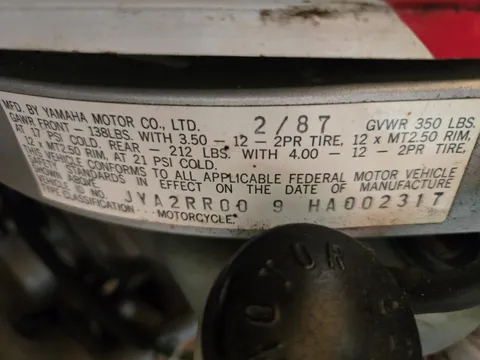 MFD. BY YAMAHA MOTOR CO., LTD. 2/87 GVWR 350 LBS.
GAWR FRONT - 138LBS. WITH 3.50 - 12 - 2PR TIRE, 12 x MT2.50 RIM,
AT 17 PSI COLD. REAR - 212 LBS. WITH 4.00 - 12 - 2PR TIRE,
12 x MT2.50 RIM, AT 21 PSI COLD.
THIS VEHICLE CONFORMS TO ALL APPLICABLE FEDERAL MOTOR VEHICLE
SAFETY STANDARDS IN EFFECT ON THE DATE OF MANUFACTURE
SHOWN ABOVE.
VEHICLE ID NO. JYA2RR00 9 HA002317
TYPE CLASSIFICATION . . . MOTORCYCLE.
MOTOR